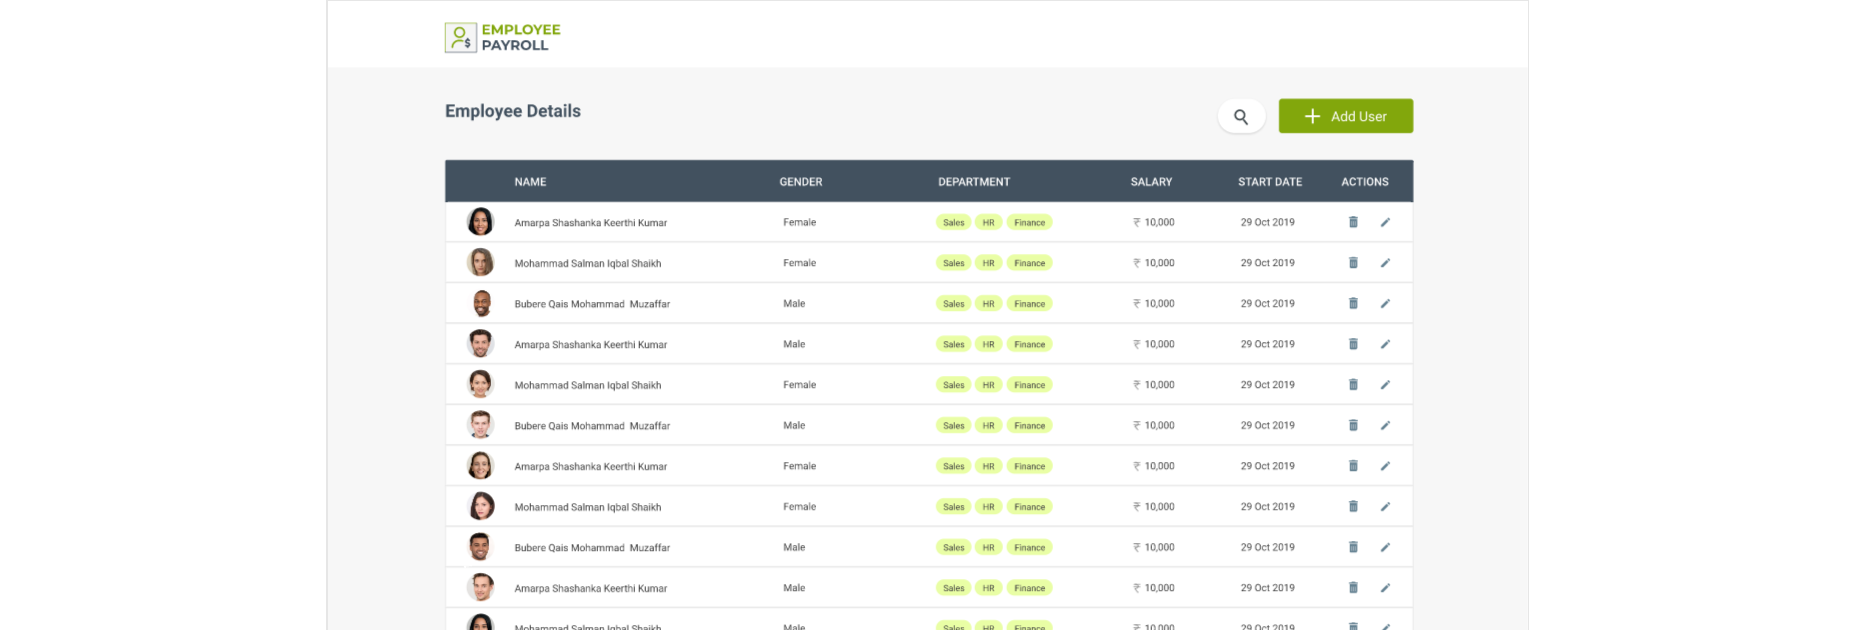 EMPLOYEE
PAYROLL
Employee Details
Add User
NAME GENDER DEPARTMENT SALARY START DATE ACTIONS
Amarpa Shashanka Keerthi Kumar Female Sales HR Finance ₹ 10,000 29 Oct 2019
Mohammad Salman Iqbal Shaikh Female Sales HR Finance ₹ 10,000 29 Oct 2019
Bubere Qais Mohammad Muzaffar Male Sales HR Finance ₹ 10,000 29 Oct 2019
Amarpa Shashanka Keerthi Kumar Male Sales HR Finance ₹ 10,000 29 Oct 2019
Mohammad Salman Iqbal Shaikh Female Sales HR Finance ₹ 10,000 29 Oct 2019
Bubere Qais Mohammad Muzaffar Male Sales HR Finance ₹ 10,000 29 Oct 2019
Amarpa Shashanka Keerthi Kumar Female Sales HR Finance ₹ 10,000 29 Oct 2019
Mohammad Salman Iqbal Shaikh Female Sales HR Finance ₹ 10,000 29 Oct 2019
Bubere Qais Mohammad Muzaffar Male Sales HR Finance ₹ 10,000 29 Oct 2019
Amarpa Shashanka Keerthi Kumar Male Sales HR Finance ₹ 10,000 29 Oct 2019
Mohammad Salman Iqbal Shaikh Male Sales HR Finance ₹ 10,000 29 Oct 2019